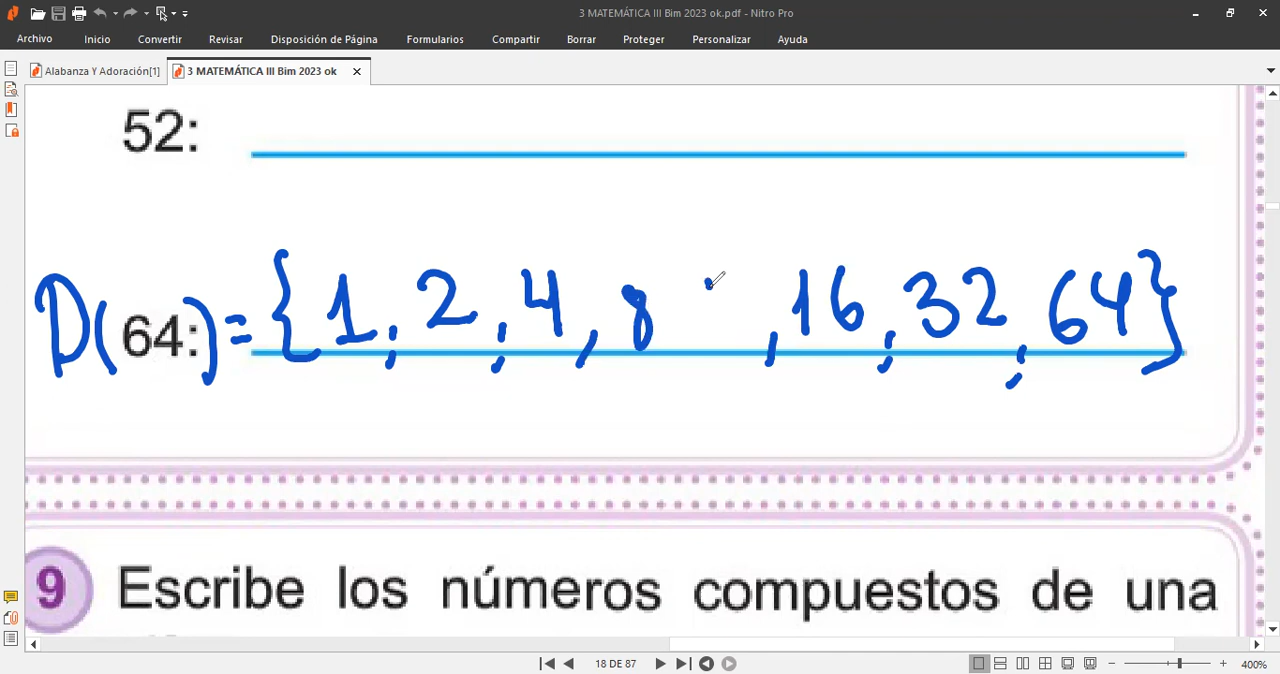 3 MATEMÁTICA III Bim 2023 ok.pdf - Nitro Pro
Archivo Inicio Convertir Revisar Disposición de Página Formularios Compartir Borrar Proteger Personalizar Ayuda
Alabanza Y Adoración[1] 3 MATEMÁTICA III Bim 2023 ok
52:
D(64:)={1;2;4,8 ,16;32;64}
9 Escribe los números compuestos de una
18 DE 87
400%